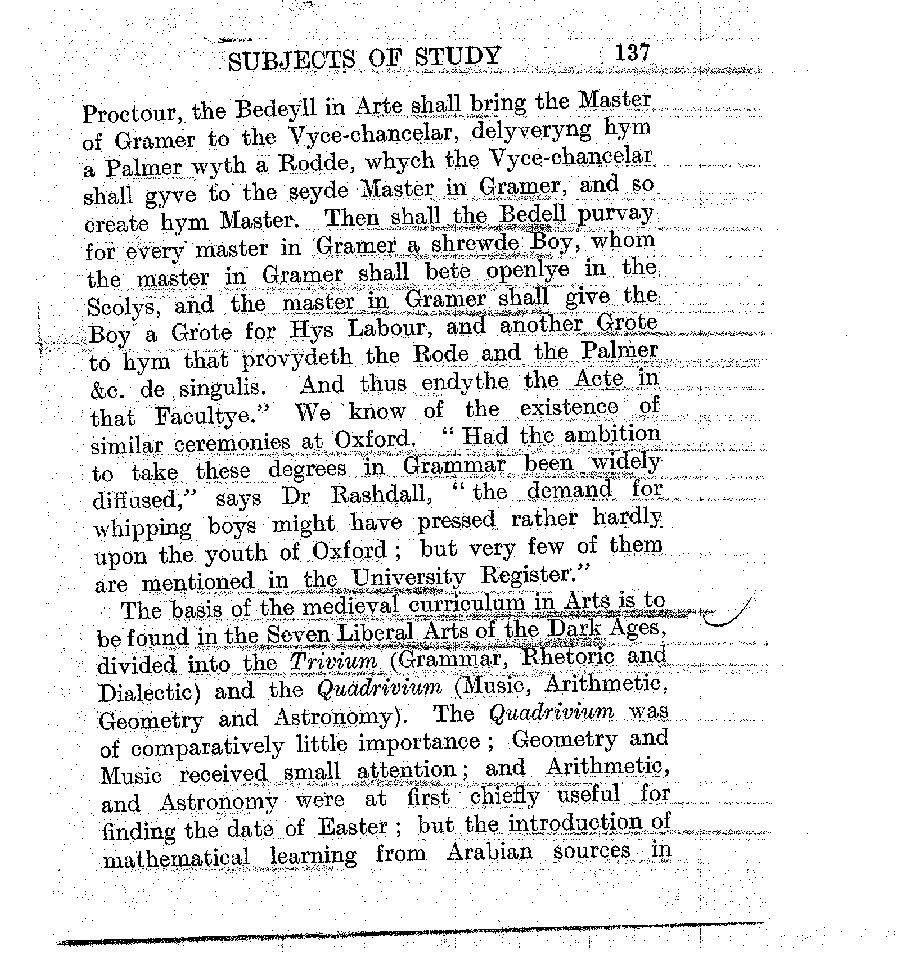 SUBJECTS OF STUDY 137
Proctour, the Bedeyll in Arte shall bring the Master
of Gramer to the Vyce-chancelar, delyveryng hym
a Palmer wyth a Rodde, whych the Vyce-chancelar
shall gyve to the seyde Master in Gramer, and so
create hym Master. Then shall the Bedell purvay
for every master in Gramer a shrewde Boy, whom
the master in Gramer shall bete openlye in the
Scolys, and the master in Gramer shall give the
Boy a Grote for Hys Labour, and another Grote
to hym that provydeth the Rode and the Palmer
&c. de singulis. And thus endythe the Acte in
that Facultye.” We know of the existence of
similar ceremonies at Oxford. “Had the ambition
to take these degrees in Grammar been widely
diffused,” says Dr Rashdall, “the demand for
whipping boys might have pressed rather hardly
upon the youth of Oxford; but very few of them
are mentioned in the University Register.”
The basis of the medieval curriculum in Arts is to
be found in the Seven Liberal Arts of the Dark Ages,
divided into the Trivium (Grammar, Rhetoric and
Dialectic) and the Quadrivium (Music, Arithmetic,
Geometry and Astronomy). The Quadrivium was
of comparatively little importance; Geometry and
Music received small attention; and Arithmetic,
and Astronomy were at first chiefly useful for
finding the date of Easter; but the introduction of
mathematical learning from Arabian sources in